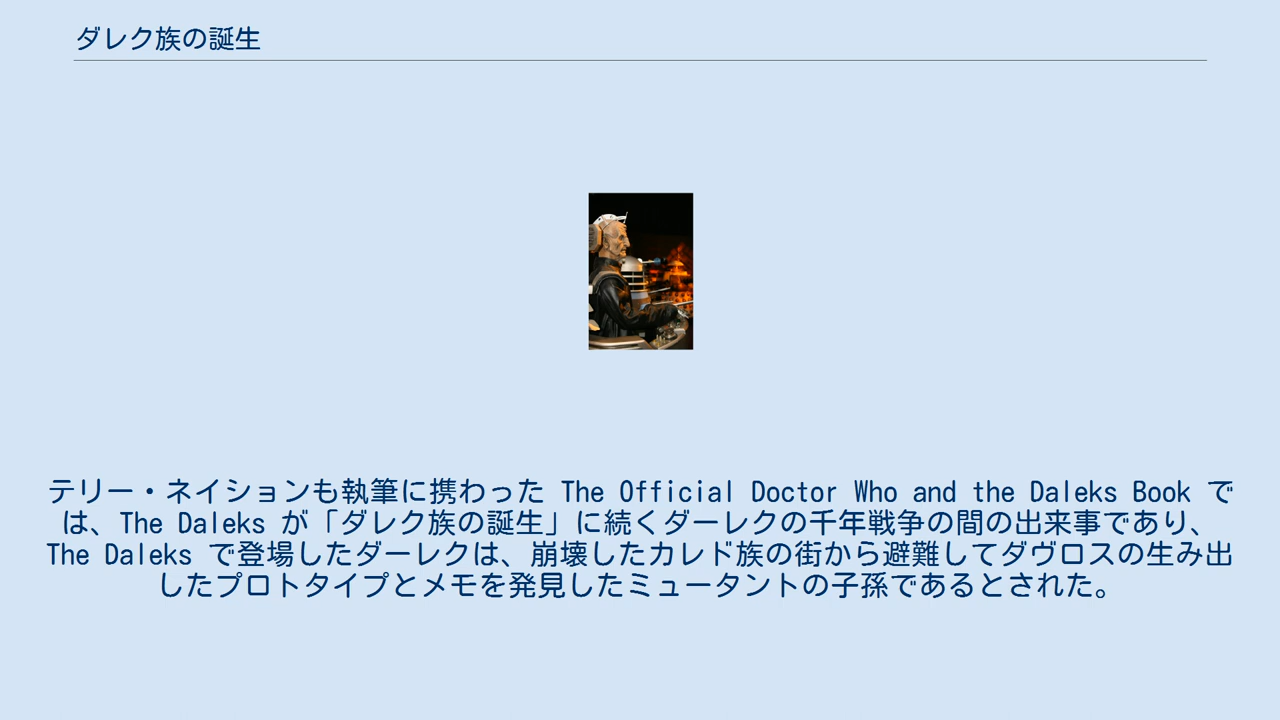 ダレク族の誕生
テリー・ネイションも執筆に携わった The Official Doctor Who and the Daleks Book で
は、The Daleks が「ダレク族の誕生」に続くダーレクの千年戦争の間の出来事であり、
The Daleks で登場したダーレクは、崩壊したカレド族の街から避難してダヴロスの生み出
したプロトタイプとメモを発見したミュータントの子孫であるとされた。